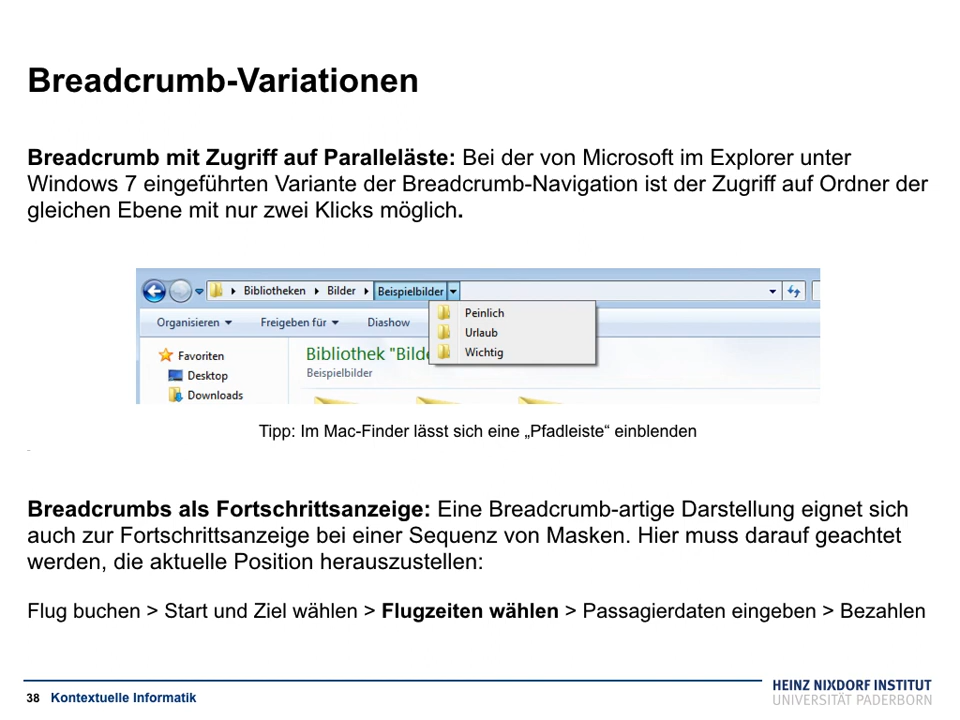 Breadcrumb-Variationen
Breadcrumb mit Zugriff auf Paralleläste: Bei der von Microsoft im Explorer unter
Windows 7 eingeführten Variante der Breadcrumb-Navigation ist der Zugriff auf Ordner der
gleichen Ebene mit nur zwei Klicks möglich.
Bibliotheken Bilder Beispielbilder
Peinlich
Urlaub
Wichtig
Organisieren Freigeben für Diashow
Favoriten
Desktop
Downloads
Bibliothek "Bilde
Beispielbilder
Tipp: Im Mac-Finder lässt sich eine „Pfadleiste“ einblenden
Breadcrumbs als Fortschrittsanzeige: Eine Breadcrumb-artige Darstellung eignet sich
auch zur Fortschrittsanzeige bei einer Sequenz von Masken. Hier muss darauf geachtet
werden, die aktuelle Position herauszustellen:
Flug buchen > Start und Ziel wählen > Flugzeiten wählen > Passagierdaten eingeben > Bezahlen
38 Kontextuelle Informatik
HEINZ NIXDORF INSTITUT
UNIVERSITÄT PADERBORN